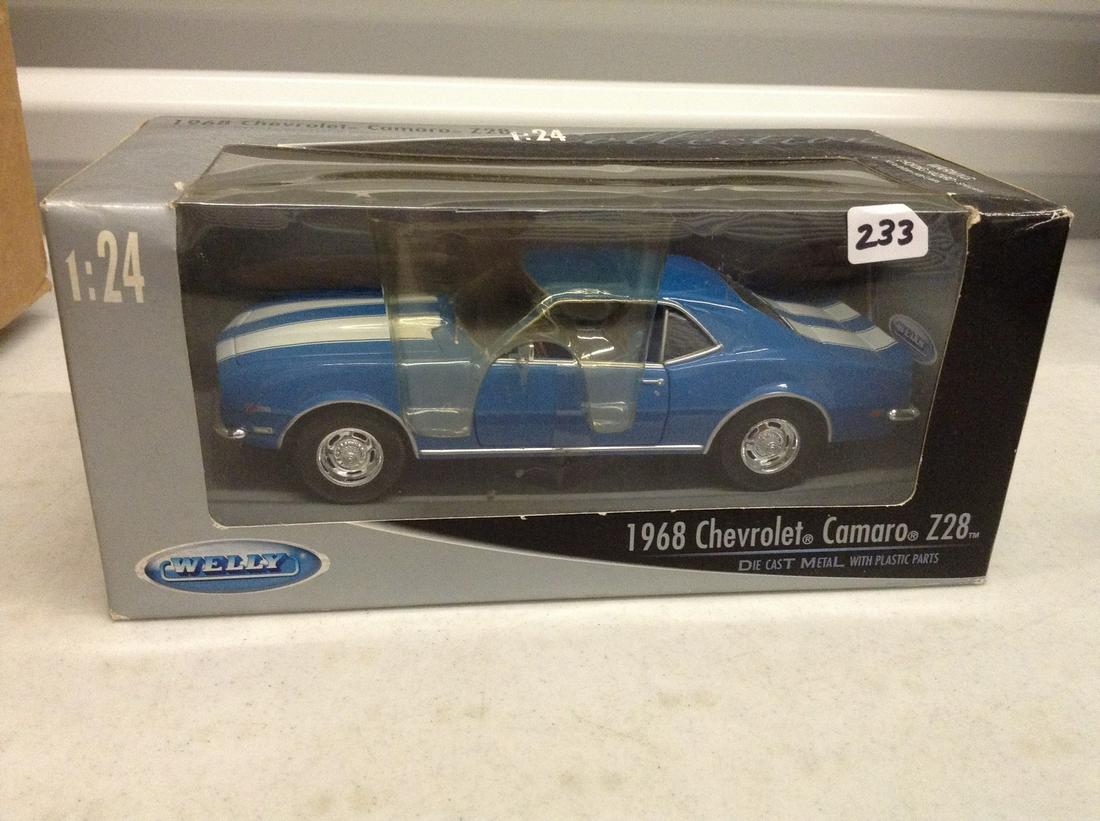 1968 Chevrolet Camaro Z28
1:24
1:24
233
WELLY
WELLY
1968 Chevrolet® Camaro® Z28™
DIE CAST METAL WITH PLASTIC PARTS